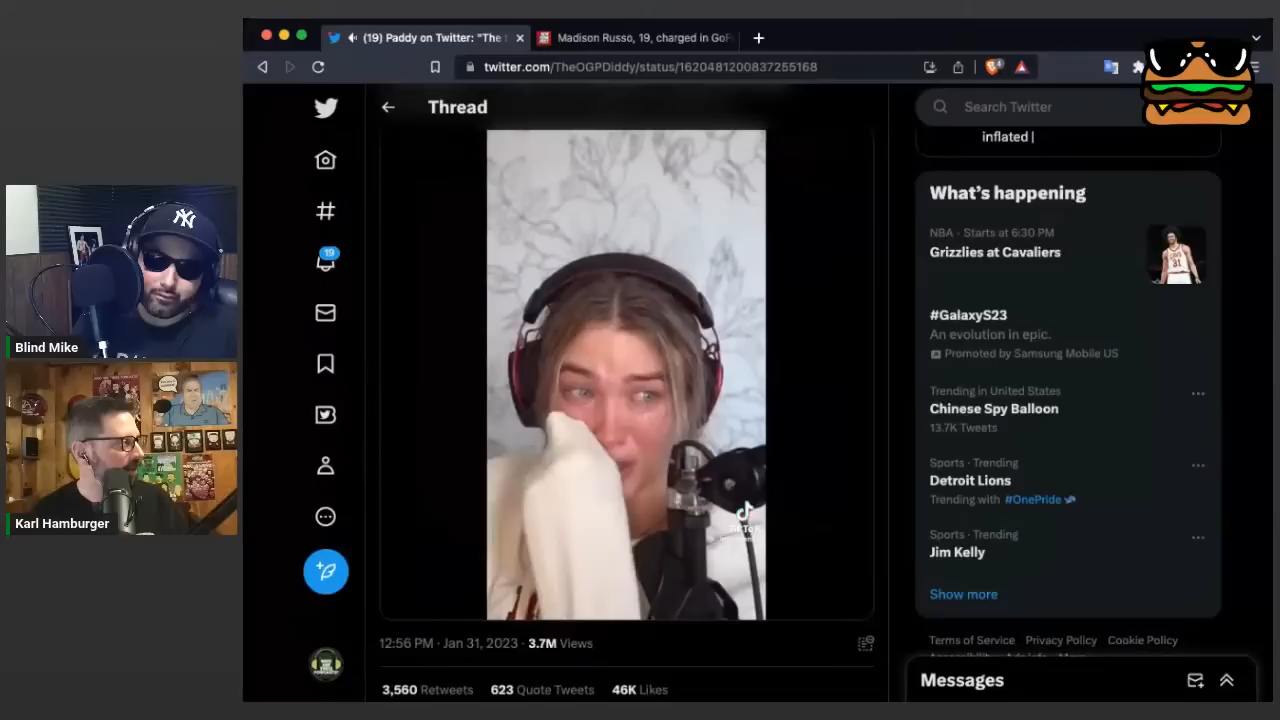 (19) Paddy on Twitter: "The
Madison Russo, 19, charged in GoF
twitter.com/TheOGPDiddy/status/1620481200837255168
Thread
Search Twitter
inflated |
What's happening
NBA · Starts at 6:30 PM
Grizzlies at Cavaliers
#GalaxyS23
An evolution in epic.
Promoted by Samsung Mobile US
Trending in United States
Chinese Spy Balloon
13.7K Tweets
Sports · Trending
Detroit Lions
Trending with #OnePride
Sports · Trending
Jim Kelly
Show more
Terms of Service Privacy Policy Cookie Policy
Messages
19
TikTok
12:56 PM · Jan 31, 2023 · 3.7M Views
3,560 Retweets 623 Quote Tweets 46K Likes
Blind Mike
Karl Hamburger